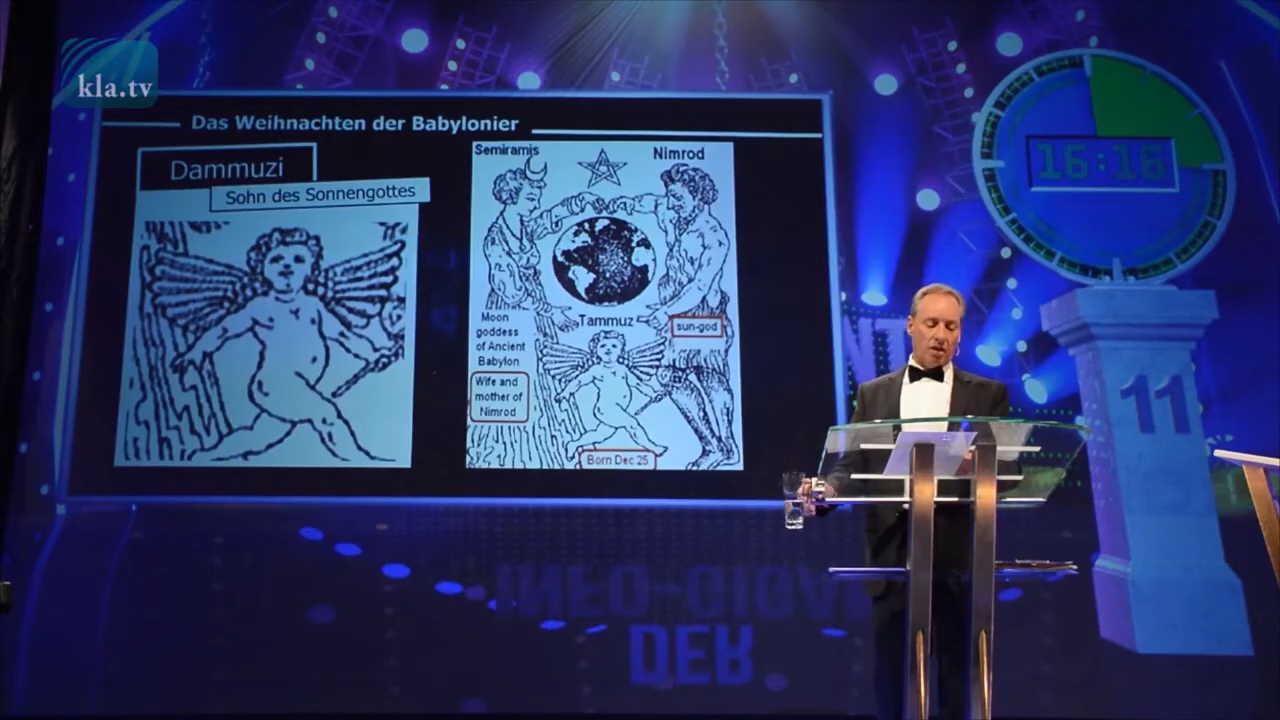 kla.tv
Das Weihnachten der Babylonier
Dammuzi
Sohn des Sonnengottes
Semiramis
Nimrod
Moon
goddess
of Ancient
Babylon
Tammuz
sun-god
Wife and
mother of
Nimrod
Born Dec 25
16:16
11
DER